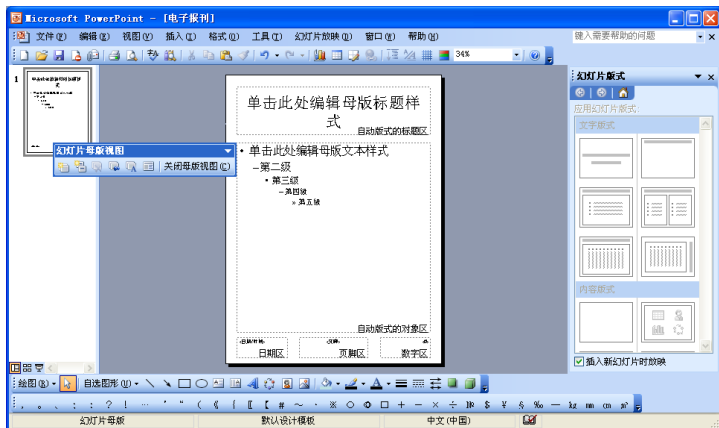 Microsoft PowerPoint - [电子报刊]
文件(F) 编辑(E) 视图(V) 插入(I) 格式(O) 工具(T) 幻灯片放映(D) 窗口(W) 帮助(H) 键入需要帮助的问题
34%
1
幻灯片版式
应用幻灯片版式:
文字版式
单击此处编辑母版标题样
式
自动版式的标题区
幻灯片母版视图
关闭母版视图(C)
• 单击此处编辑母版文本样式
–第二级
• 第三级
–第四级
» 第五级
内容版式
自动版式的对象区
日期区 页脚区 数字区
插入新幻灯片时放映
绘图(R) 自选图形(U)
, 。 、 ; : ? ! … ′ ″ ( 《 〔 【 # ~ · ※ ○ ◎ □ + － × ÷ № $ ¥ § ‰ — kg mm cm ㎡
幻灯片母版 默认设计模板 中文(中国)